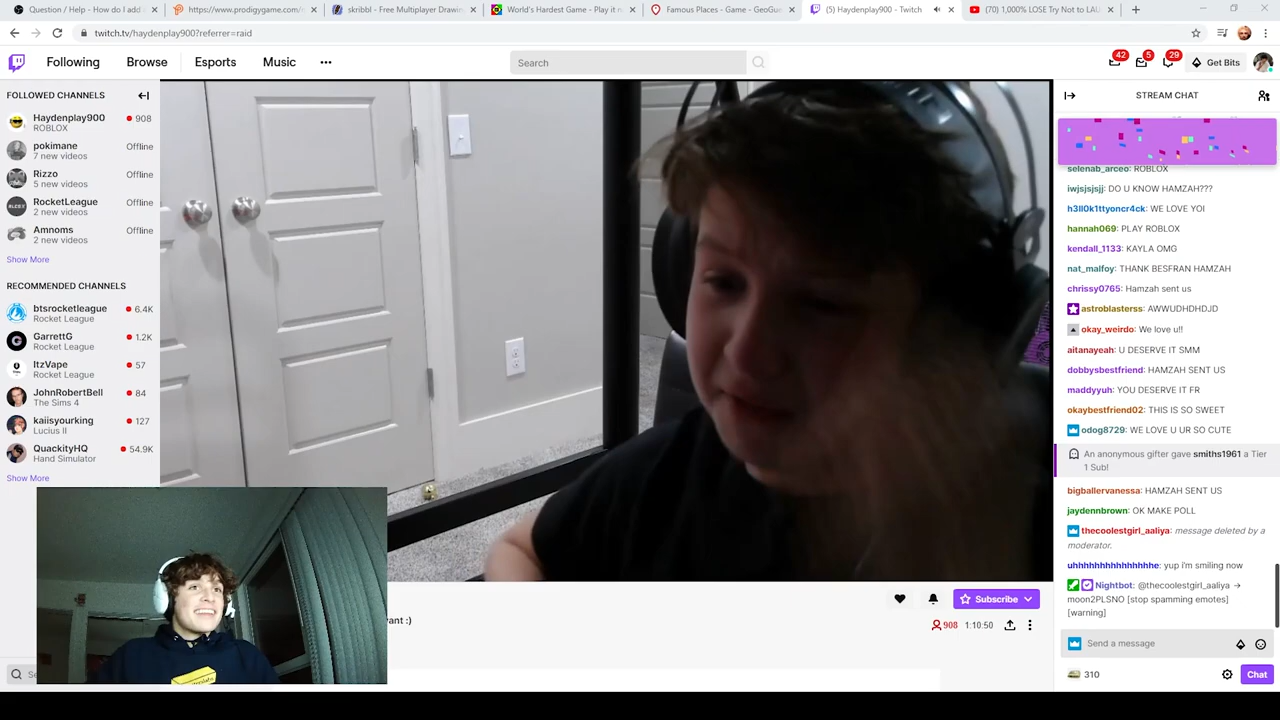 Question / Help - How do I add
https://www.prodigygame.com/
skribbl - Free Multiplayer Drawin
World's Hardest Game - Play it n
Famous Places - Game - GeoGue
(5) Haydenplay900 - Twitch
(70) 1,000% LOSE Try Not to LAU
twitch.tv/haydenplay900?referrer=raid
Following
Browse
Esports
Music
Search
42
5
29
Get Bits
FOLLOWED CHANNELS
Haydenplay900
908
ROBLOX
pokimane
Offline
7 new videos
Rizzo
Offline
5 new videos
RocketLeague
Offline
2 new videos
Amnoms
Offline
2 new videos
Show More
RECOMMENDED CHANNELS
btsrocketleague
6.4K
Rocket League
GarrettG
1.2K
Rocket League
ItzVape
57
Rocket League
JohnRobertBell
84
The Sims 4
kaiisyourking
127
Lucius II
QuackityHQ
54.9K
Hand Simulator
Show More
Se
vant :)
Subscribe
908
1:10:50
STREAM CHAT
selenab_arceo: ROBLOX
iwjsjsjsjj: DO U KNOW HAMZAH???
h3ll0k1ttyoncr4ck: WE LOVE YOI
hannah069: PLAY ROBLOX
kendall_1133: KAYLA OMG
nat_malfoy: THANK BESFRAN HAMZAH
chrissy0765: Hamzah sent us
astroblasterss: AWWUDHDHDJD
okay_weirdo: We love u!!
aitanayeah: U DESERVE IT SMM
dobbysbestfriend: HAMZAH SENT US
maddyyuh: YOU DESERVE IT FR
okaybestfriend02: THIS IS SO SWEET
odog8729: WE LOVE U UR SO CUTE
An anonymous gifter gave smiths1961 a Tier
1 Sub!
bigballervanessa: HAMZAH SENT US
jaydennbrown: OK MAKE POLL
thecoolestgirl_aaliya: message deleted by a
moderator.
uhhhhhhhhhhhhhhhe: yup i'm smiling now
Nightbot: @thecoolestgirl_aaliya →
moon2PLSNO [stop spamming emotes]
[warning]
Send a message
310
Chat